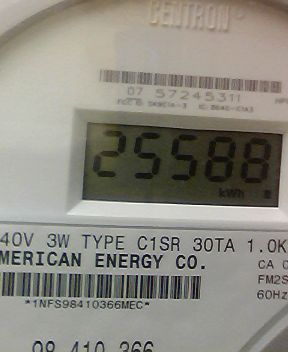 CENTRON®
07 57245311
25588
kWh
40V 3W TYPE C1SR 30TA 1.0K
MERICAN ENERGY CO.
CA 0
FM2S
60Hz
*1NFS98410366MEC*
98 410 366